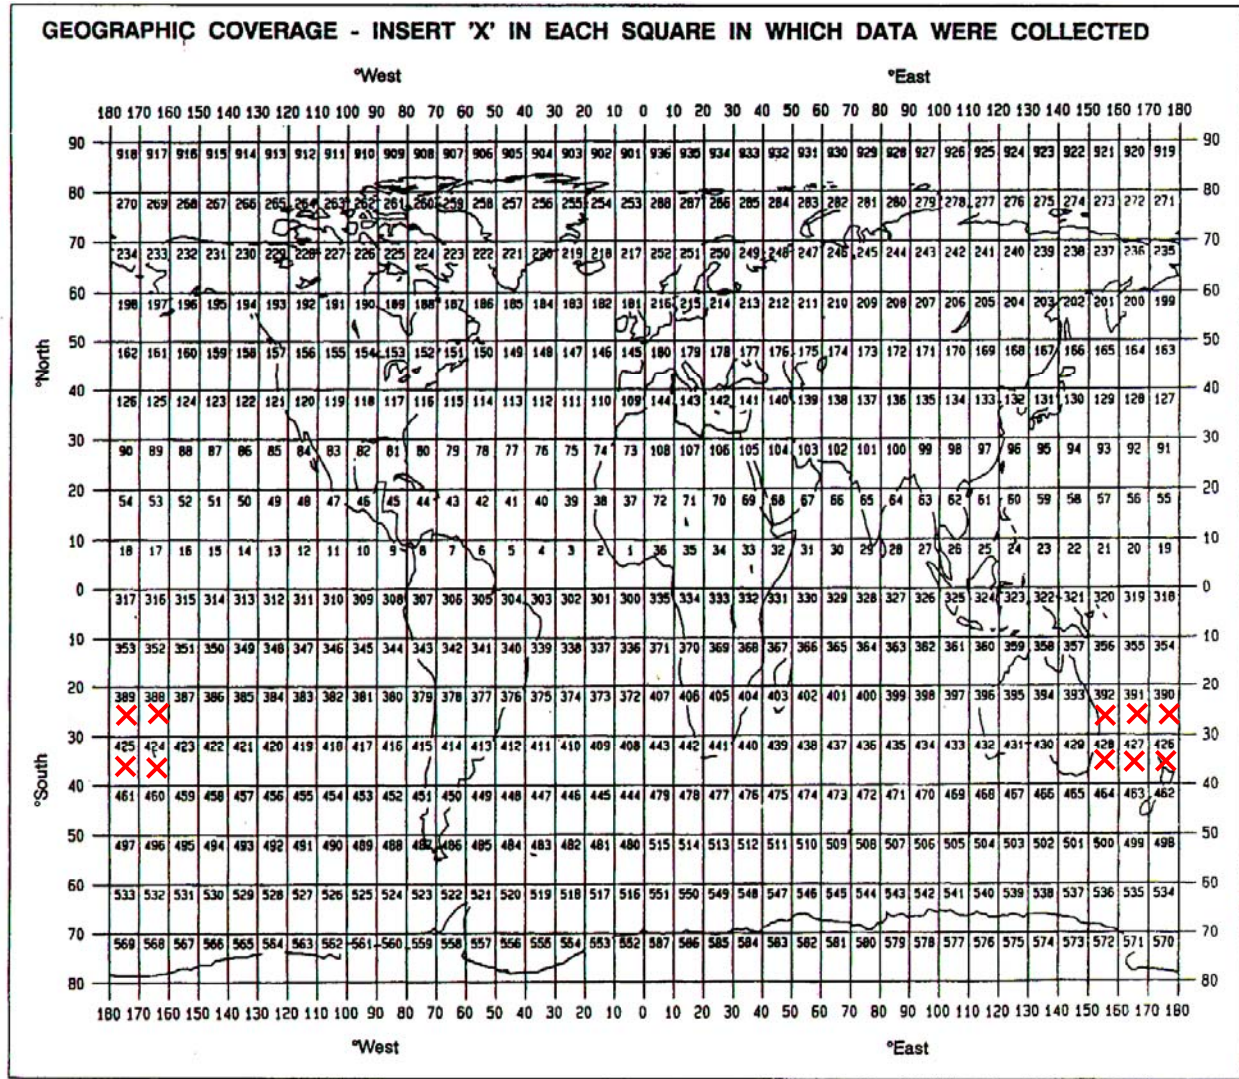 GEOGRAPHIC COVERAGE - INSERT 'X' IN EACH SQUARE IN WHICH DATA WERE COLLECTED
°West °East
180 170 160 150 140 130 120 110 100 90 80 70 60 50 40 30 20 10 0 10 20 30 40 50 60 70 80 90 100 110 120 130 140 150 160 170 180
90 90
918 917 916 915 914 913 912 911 910 909 908 907 906 905 904 903 902 901 936 935 934 933 932 931 930 929 928 927 926 925 924 923 922 921 920 919
80 80
270 269 268 267 266 265 264 263 262 261 260 259 258 257 256 255 254 253 288 287 286 285 284 283 282 281 280 279 278 277 276 275 274 273 272 271
70 70
234 233 232 231 230 229 228 227 226 225 224 223 222 221 220 219 218 217 252 251 250 249 248 247 246 245 244 243 242 241 240 239 238 237 236 235
60 60
198 197 196 195 194 193 192 191 190 189 188 187 186 185 184 183 182 181 216 215 214 213 212 211 210 209 208 207 206 205 204 203 202 201 200 199
50 50
°North
162 161 160 159 158 157 156 155 154 153 152 151 150 149 148 147 146 145 180 179 178 177 176 175 174 173 172 171 170 169 168 167 166 165 164 163
40 40
126 125 124 123 122 121 120 119 118 117 116 115 114 113 112 111 110 109 144 143 142 141 140 139 138 137 136 135 134 133 132 131 130 129 128 127
30 30
90 89 88 87 86 85 84 83 82 81 80 79 78 77 76 75 74 73 108 107 106 105 104 103 102 101 100 99 98 97 96 95 94 93 92 91
20 20
54 53 52 51 50 49 48 47 46 45 44 43 42 41 40 39 38 37 72 71 70 69 68 67 66 65 64 63 62 61 60 59 58 57 56 55
10 10
18 17 16 15 14 13 12 11 10 9 8 7 6 5 4 3 2 1 36 35 34 33 32 31 30 29 28 27 26 25 24 23 22 21 20 19
0 0
317 316 315 314 313 312 311 310 309 308 307 306 305 304 303 302 301 300 335 334 333 332 331 330 329 328 327 326 325 324 323 322 321 320 319 318
10 10
353 352 351 350 349 348 347 346 345 344 343 342 341 340 339 338 337 336 371 370 369 368 367 366 365 364 363 362 361 360 359 358 357 356 355 354
20 20
389 388 387 386 385 384 383 382 381 380 379 378 377 376 375 374 373 372 407 406 405 404 403 402 401 400 399 398 397 396 395 394 393 392 391 390
X X X X X
30 30
425 424 423 422 421 420 419 418 417 416 415 414 413 412 411 410 409 408 443 442 441 440 439 438 437 436 435 434 433 432 431 430 429 428 427 426
X X X X X
°South
40 40
461 460 459 458 457 456 455 454 453 452 451 450 449 448 447 446 445 444 479 478 477 476 475 474 473 472 471 470 469 468 467 466 465 464 463 462
50 50
497 496 495 494 493 492 491 490 489 488 487 486 485 484 483 482 481 480 515 514 513 512 511 510 509 508 507 506 505 504 503 502 501 500 499 498
60 60
533 532 531 530 529 528 527 526 525 524 523 522 521 520 519 518 517 516 551 550 549 548 547 546 545 544 543 542 541 540 539 538 537 536 535 534
70 70
569 568 567 566 565 564 563 562 561 560 559 558 557 556 555 554 553 552 587 586 585 584 583 582 581 580 579 578 577 576 575 574 573 572 571 570
80 80
180 170 160 150 140 130 120 110 100 90 80 70 60 50 40 30 20 10 0 10 20 30 40 50 60 70 80 90 100 110 120 130 140 150 160 170 180
°West °East